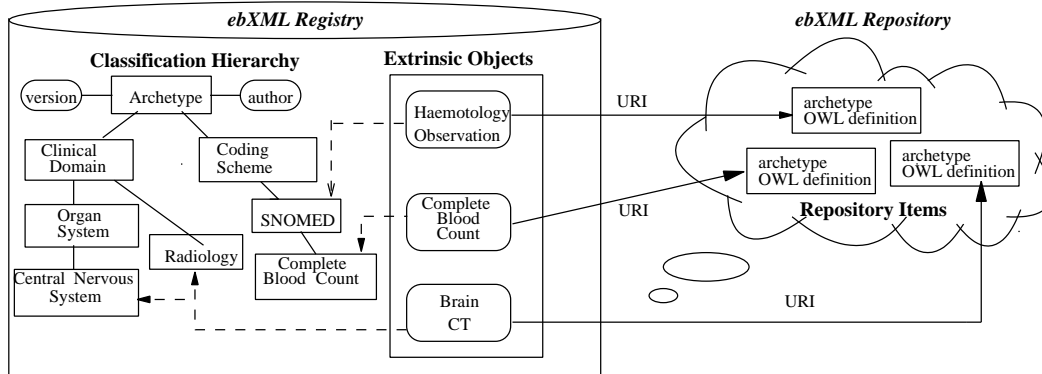 ebXML Registry
ebXML Repository
Classification Hierarchy
Extrinsic Objects
version
Archetype
author
Haemotology
Observation
URI
archetype
OWL definition
Clinical
Domain
Coding
Scheme
archetype
OWL definition
archetype
OWL definition
Organ
System
SNOMED
Complete
Blood
Count
URI
Repository Items
Radiology
Complete
Blood Count
Central Nervous
System
Brain
CT
URI